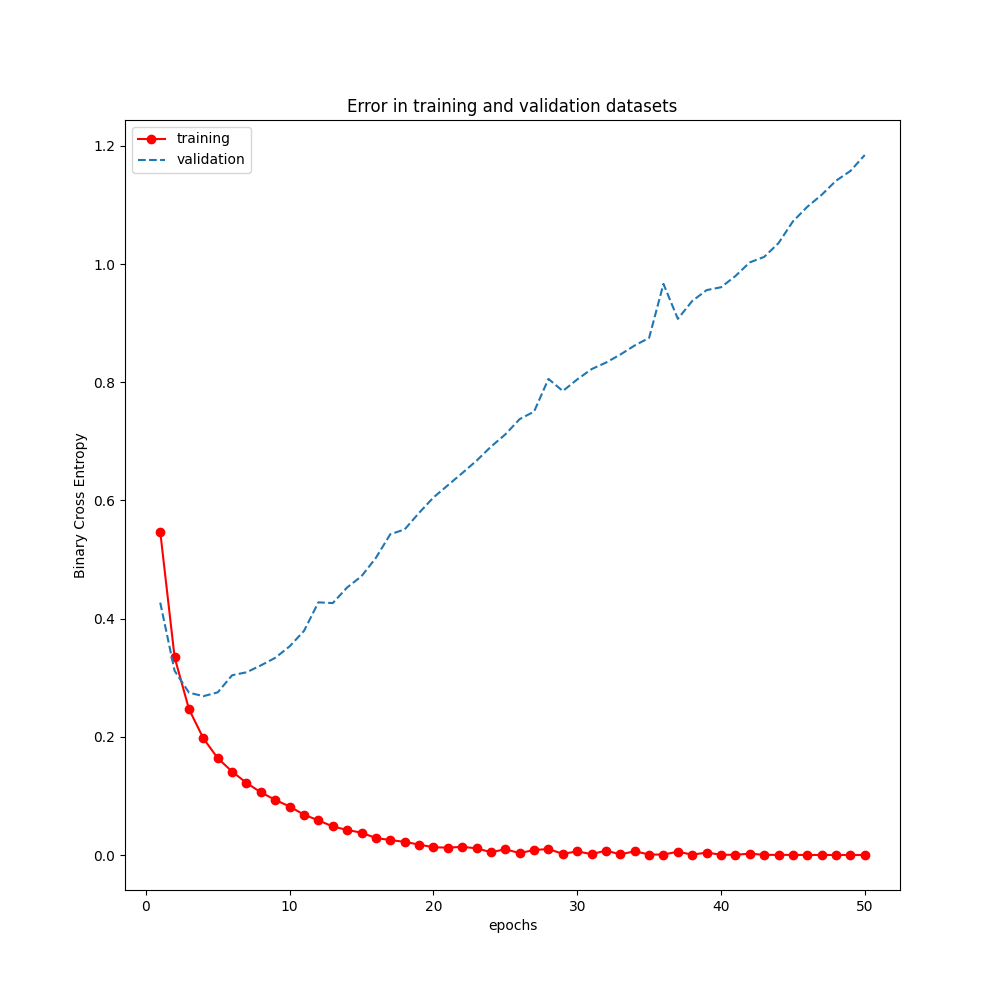 Error in training and validation datasets
training
validation
1.2
1.0
0.8
0.6
0.4
0.2
0.0
Binary Cross Entropy
0 10 20 30 40 50
epochs